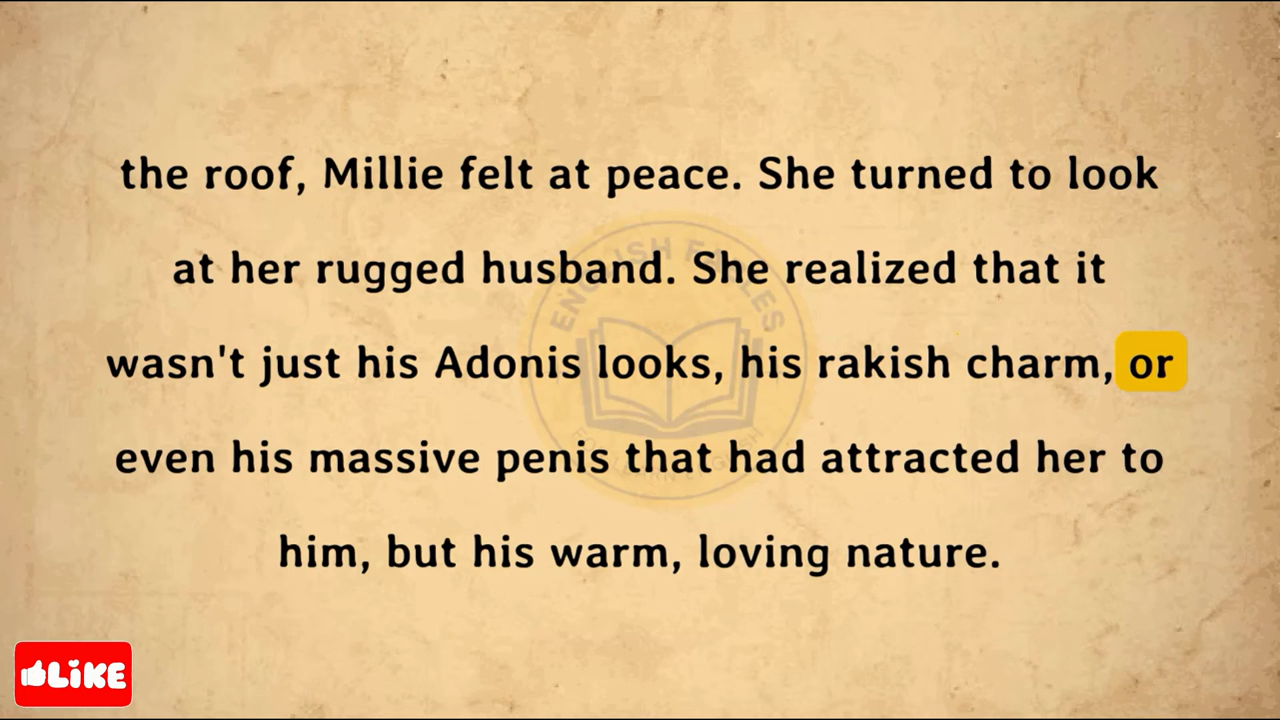 the roof, Millie felt at peace. She turned to look
at her rugged husband. She realized that it
wasn't just his Adonis looks, his rakish charm, or
even his massive penis that had attracted her to
him, but his warm, loving nature.
LIKE